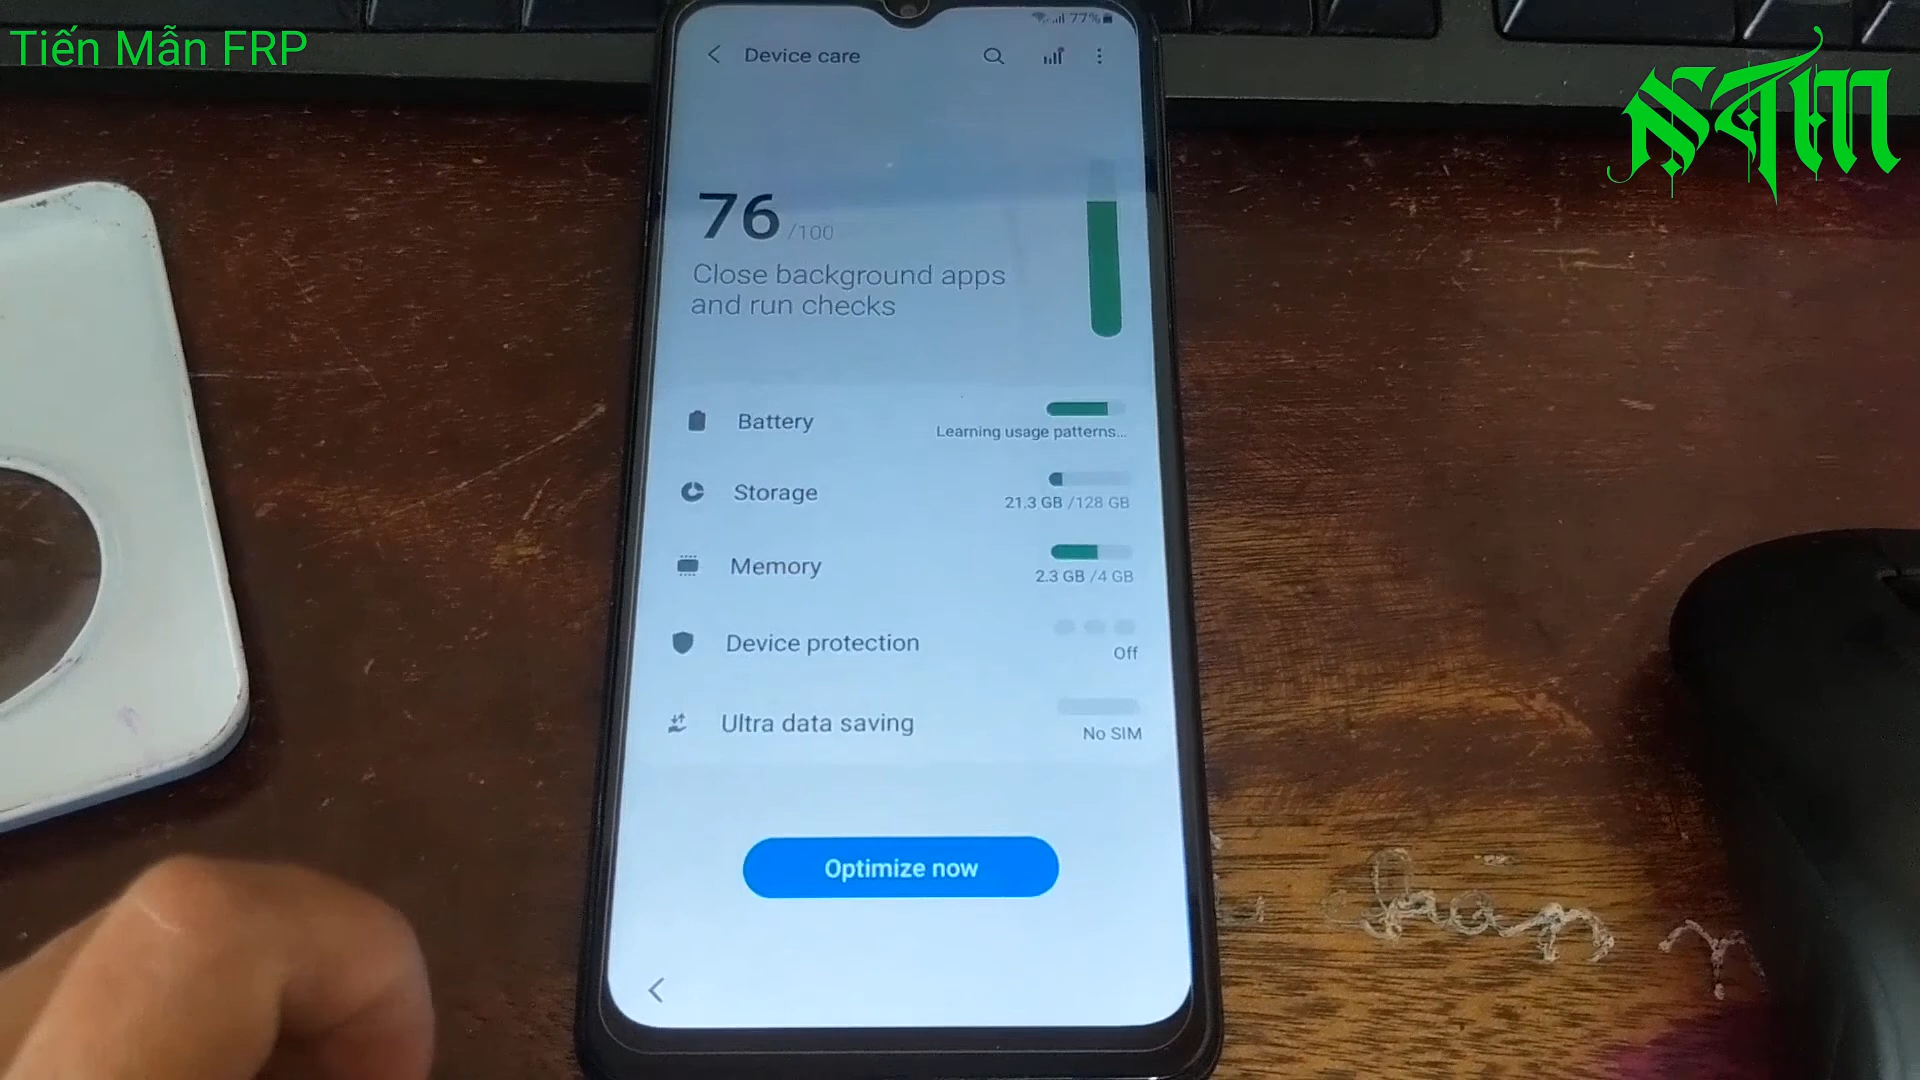 Tiến Mẫn FRP
77%
Device care
76 /100
Close background apps
and run checks
Battery
Learning usage patterns...
Storage
21.3 GB /128 GB
Memory
2.3 GB /4 GB
Device protection
Off
Ultra data saving
No SIM
Optimize now